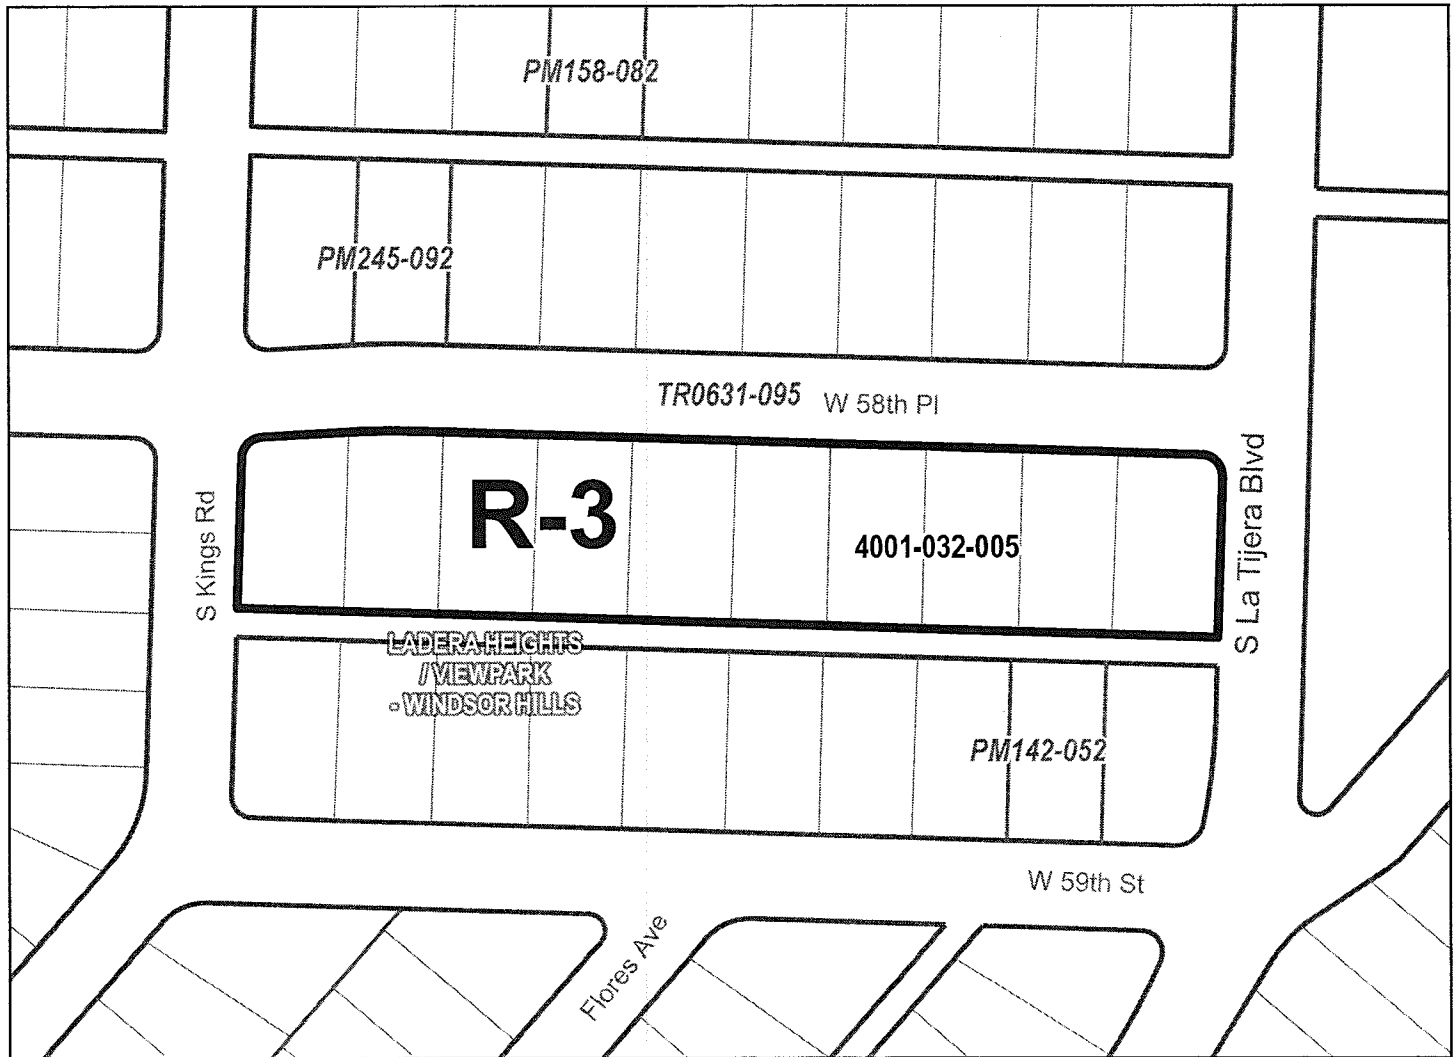 PM158-082
PM245-092
TR0631-095
W 58th Pl
R-3
4001-032-005
S Kings Rd
S La Tijera Blvd
LADERA HEIGHTS
/ VIEWPARK
- WINDSOR HILLS
PM142-052
W 59th St
Flores Ave